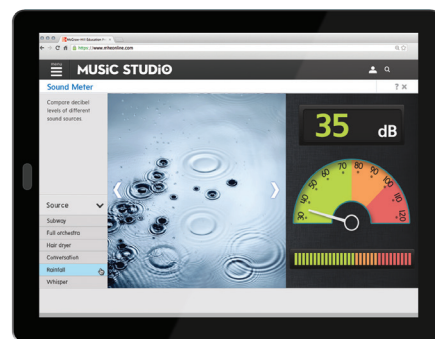 McGraw-Hill Education
https://www.mheonline.com
menu
MUSIC STUDIO
Sound Meter
? ×
Compare decibel
levels of different
sound sources.
Source
Subway
Full orchestra
Hair dryer
Conversation
Rainfall
Whisper
35 dB
30 40 50 60 70 80 90 100 110 120